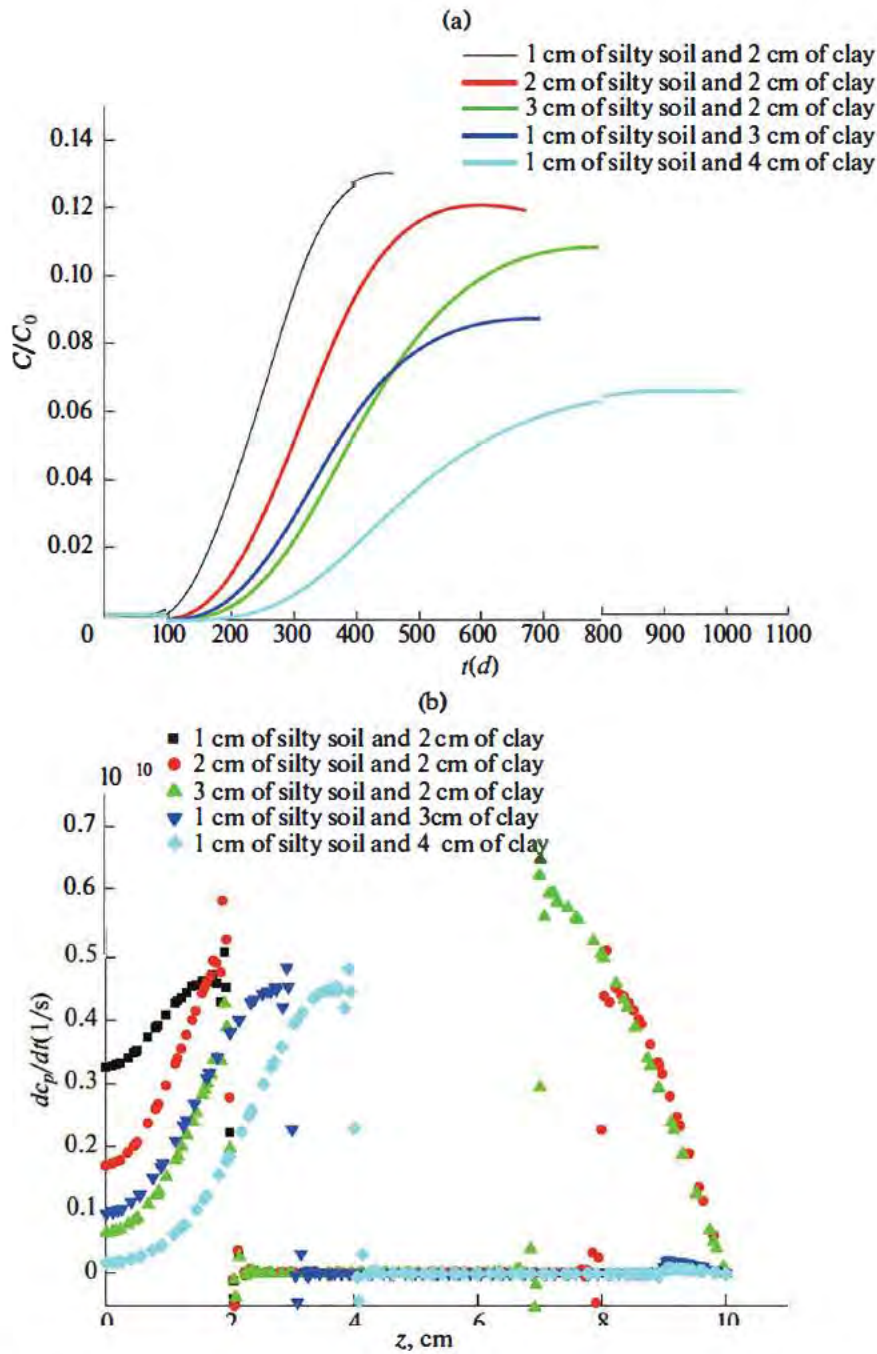 (a)
1 cm of silty soil and 2 cm of clay
2 cm of silty soil and 2 cm of clay
3 cm of silty soil and 2 cm of clay
1 cm of silty soil and 3 cm of clay
1 cm of silty soil and 4 cm of clay
0.14
0.12
0.10
0.08
0.06
0.04
0.02
C/C0
0 100 200 300 400 500 600 700 800 900 1000 1100
t(d)
(b)
1 cm of silty soil and 2 cm of clay
2 cm of silty soil and 2 cm of clay
3 cm of silty soil and 2 cm of clay
1 cm of silty soil and 3cm of clay
1 cm of silty soil and 4 cm of clay
10 10
0.7
0.6
0.5
0.4
0.3
0.2
0.1
0
dcp/dt(1/s)
0 2 4 6 8 10
z, cm